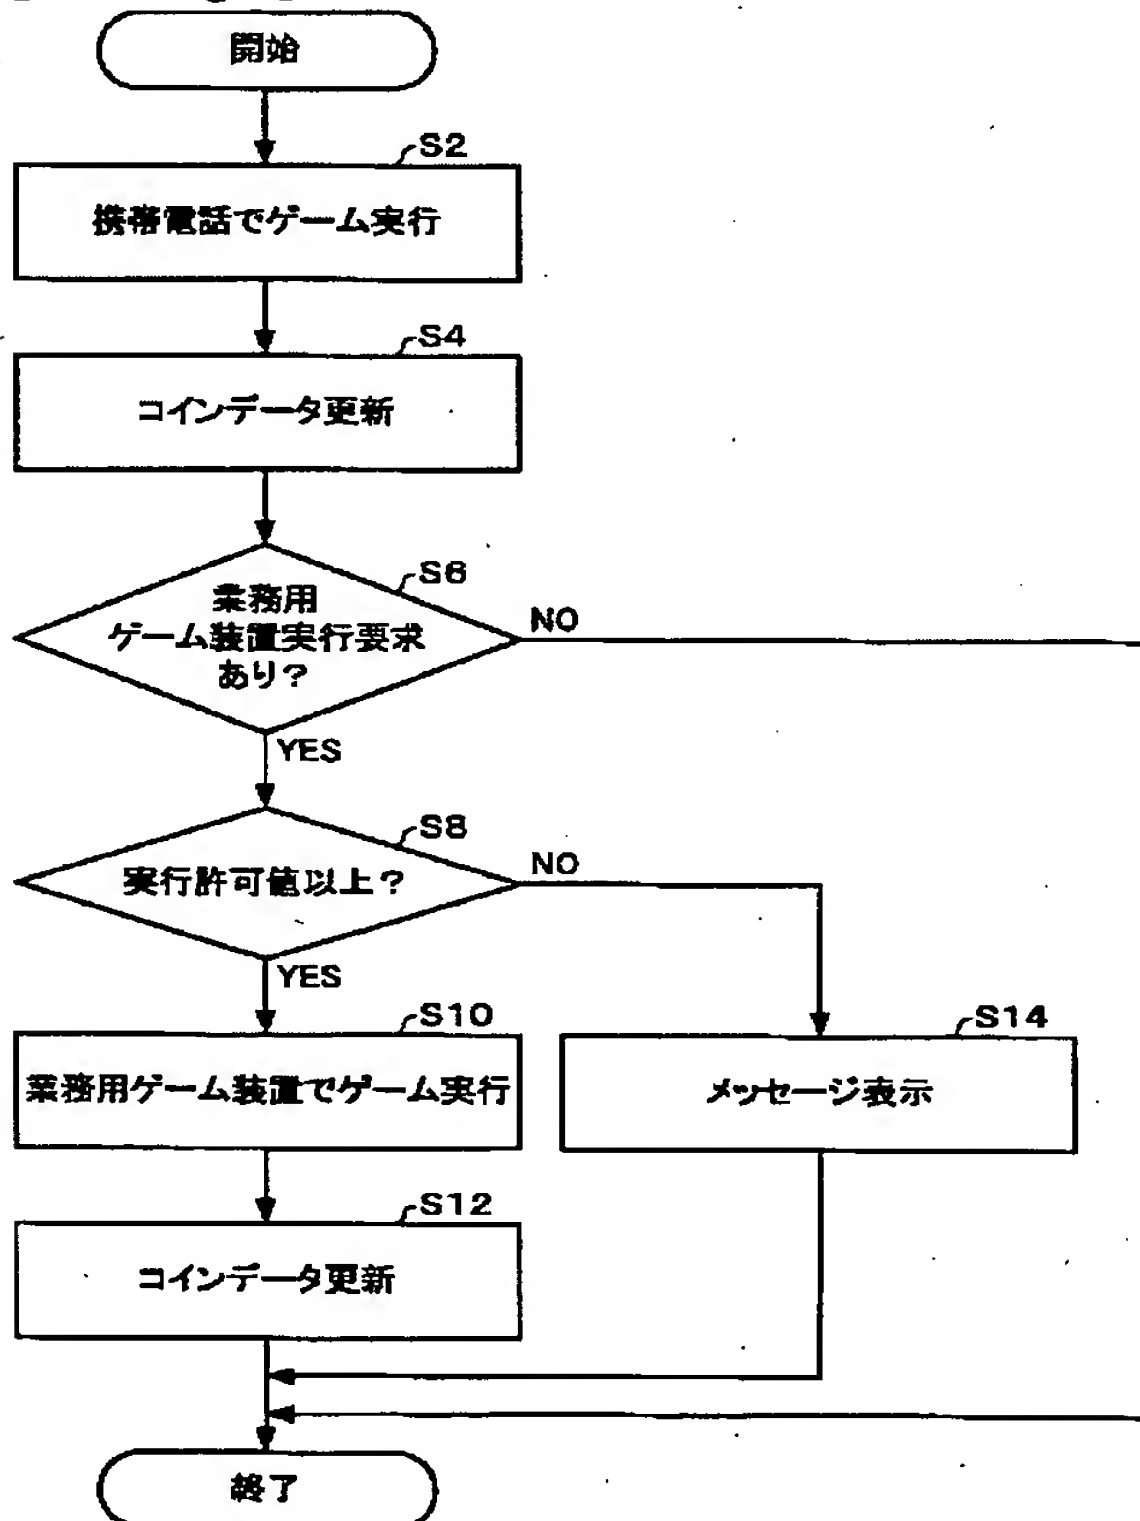 開始
S2
携帯電話でゲーム実行
S4
コインデータ更新
S6
業務用
ゲーム装置実行要求
あり?
NO
YES
S8
実行許可値以上?
NO
YES
S10
業務用ゲーム装置でゲーム実行
S14
メッセージ表示
S12
コインデータ更新
終了